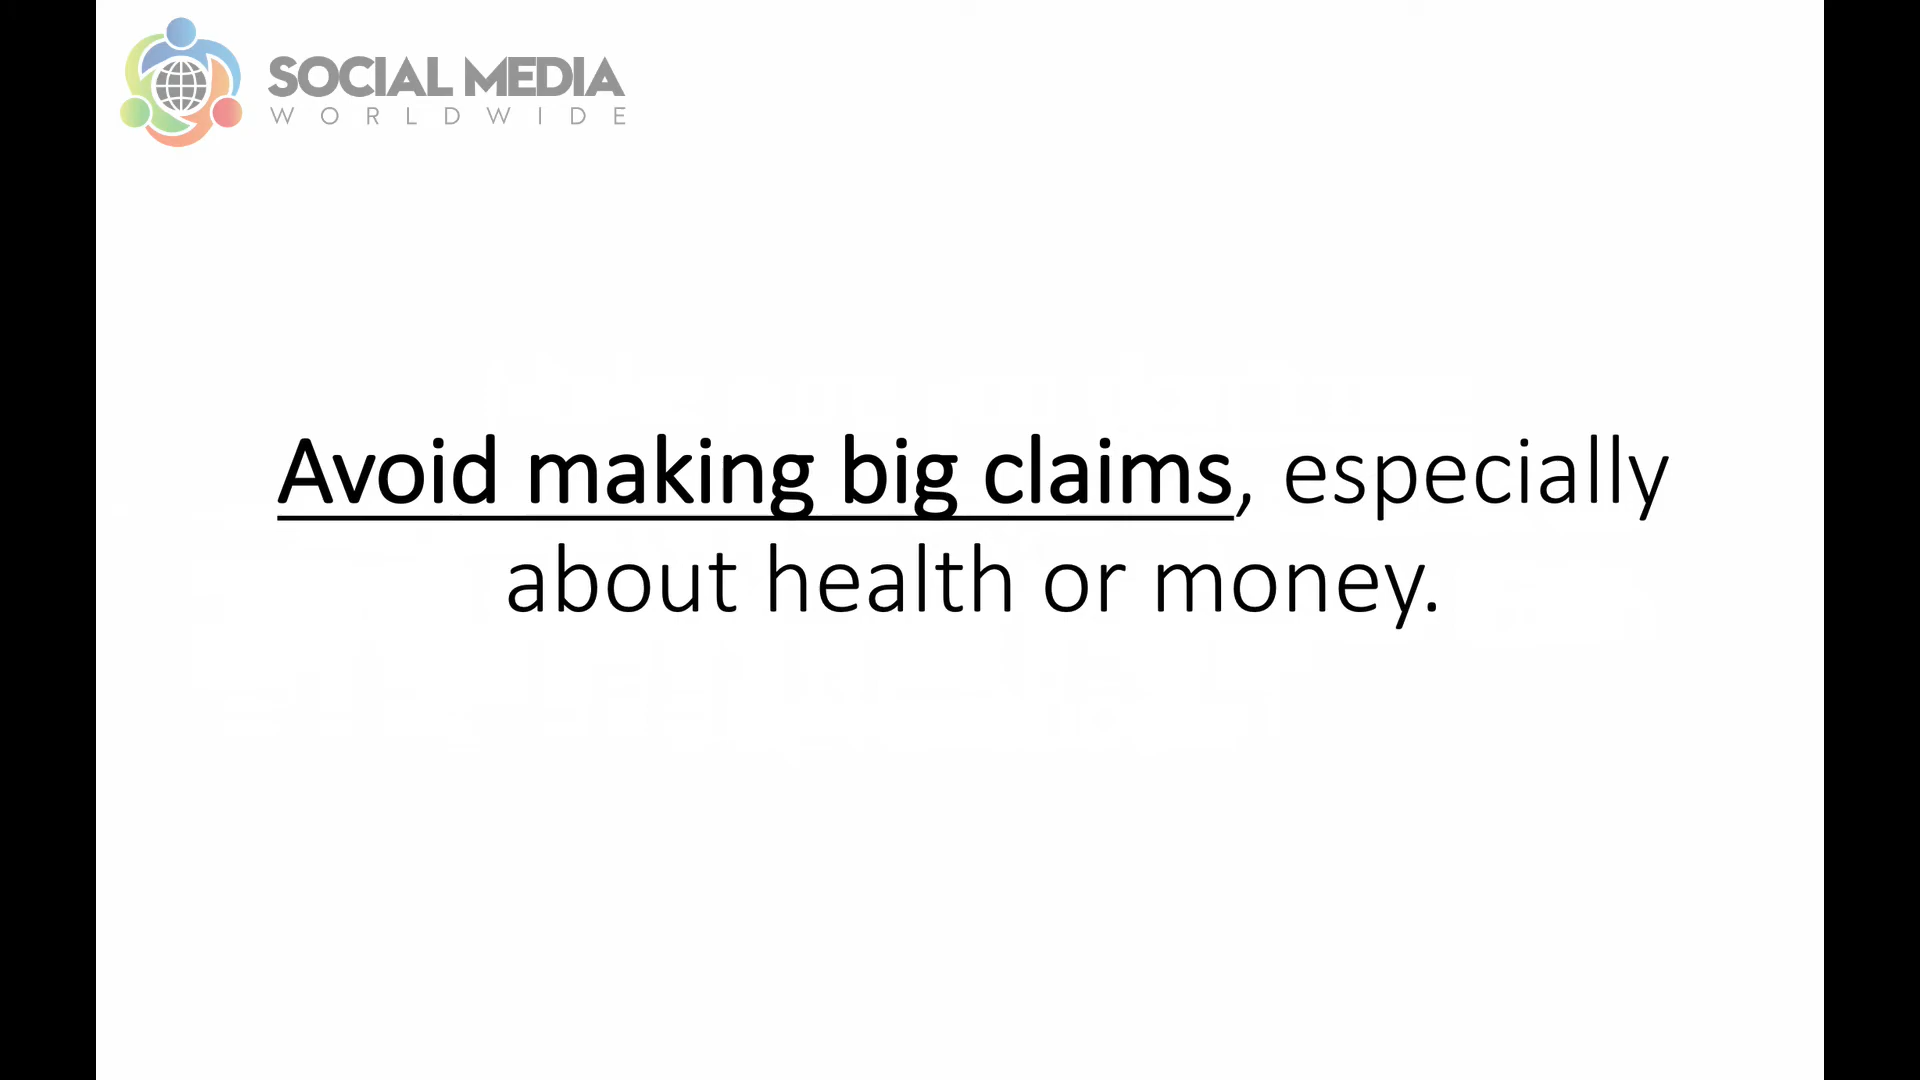 SOCIAL MEDIA
WORLDWIDE
Avoid making big claims, especially
about health or money.